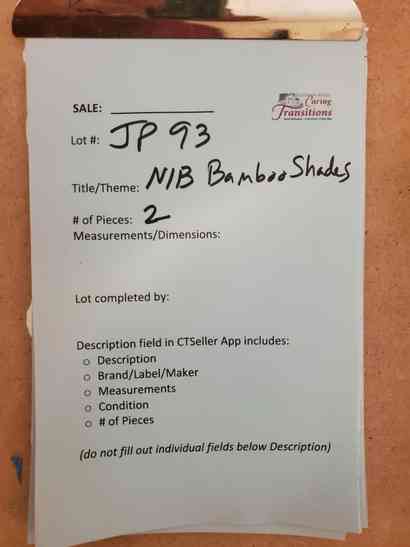 SALE: ____________
Caring
Transitions
Lot #: JP 93
Title/Theme: NIB Bamboo Shades
# of Pieces: 2
Measurements/Dimensions:
Lot completed by:
Description field in CTSeller App includes:
o Description
o Brand/Label/Maker
o Measurements
o Condition
o # of Pieces
(do not fill out individual fields below Description)